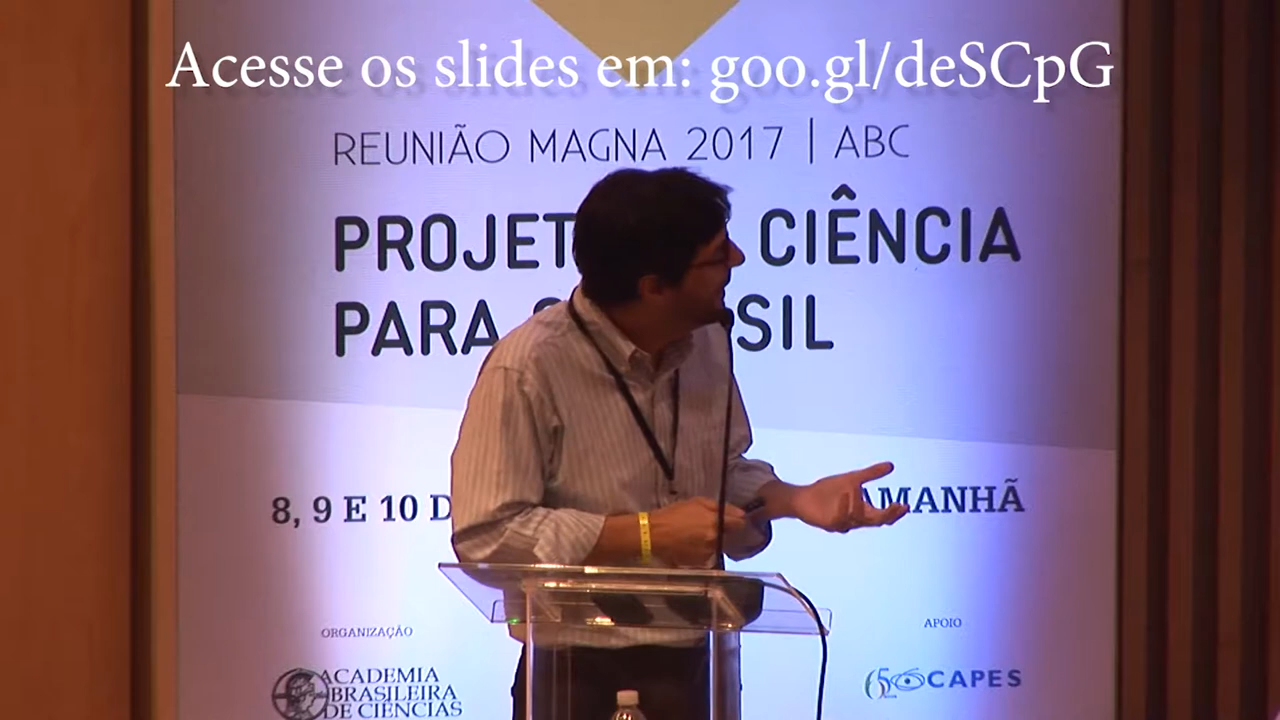 Acesse os slides em: goo.gl/deSCpG
REUNIÃO MAGNA 2017 | ABC
PROJET CIÊNCIA
PARA SIL
8, 9 E 10 D AMANHÃ
ORGANIZAÇÃO
APOIO
ACADEMIA
BRASILEIRA
DE CIÊNCIAS
CAPES